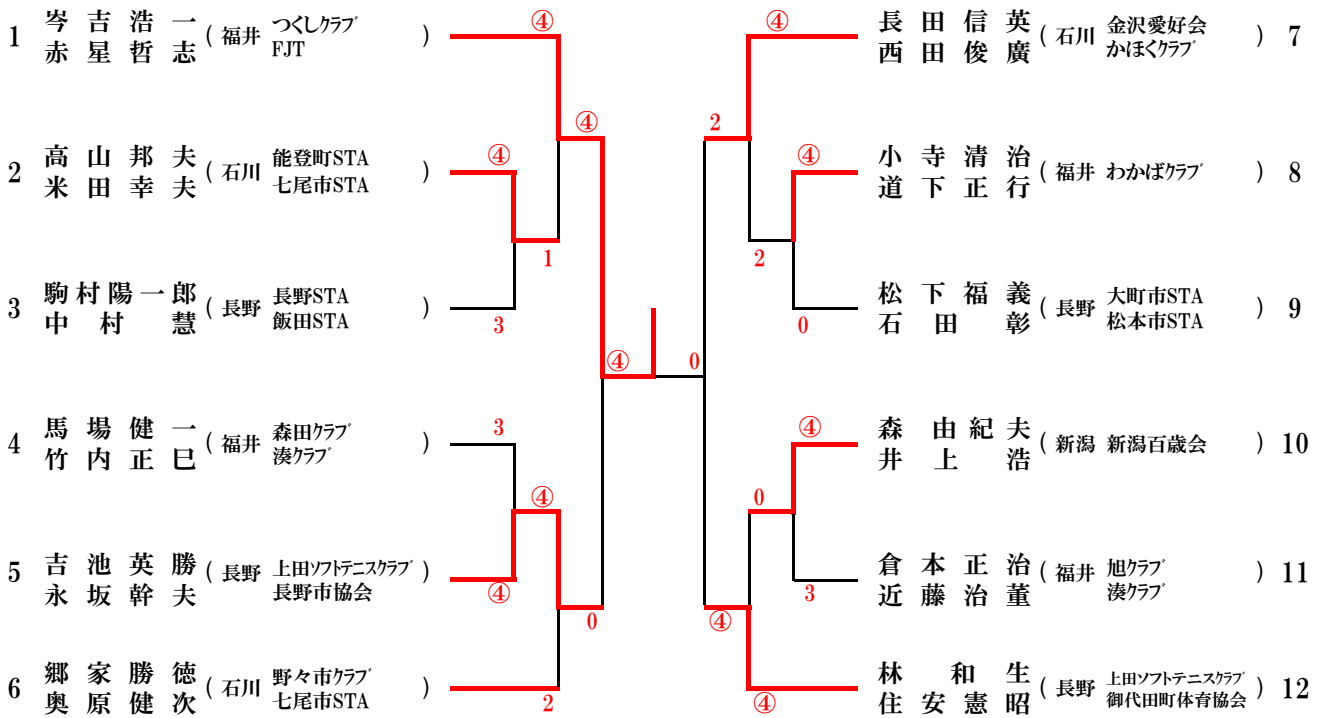 ④
④
1 岑吉浩一 ( 福井 つくしクラブ )
赤星哲志 FJT
長田信英 ( 石川 金沢愛好会 ) 7
西田俊廣 かほくクラブ
④
2
④
④
2 高山邦夫 ( 石川 能登町STA )
米田幸夫 七尾市STA
小寺清治 ( 福井 わかばクラブ ) 8
道下正行
1
2
3 駒村陽一郎 ( 長野 長野STA )
中村慧 飯田STA
松下福義 ( 長野 大町市STA ) 9
石田彰 松本市STA
3
0
④
0
4 馬場健一 ( 福井 森田クラブ )
竹内正巳 湊クラブ
3
④
森由紀夫 ( 新潟 新潟百歳会 ) 10
井上浩
④
0
5 吉池英勝 ( 長野 上田ソフトテニスクラブ )
永坂幹夫 長野市協会
倉本正治 ( 福井 旭クラブ ) 11
近藤治董 湊クラブ
④
3
0
④
6 郷家勝徳 ( 石川 野々市クラブ )
奥原健次 七尾市STA
林和生 ( 長野 上田ソフトテニスクラブ ) 12
住安憲昭 御代田町体育協会
2
④